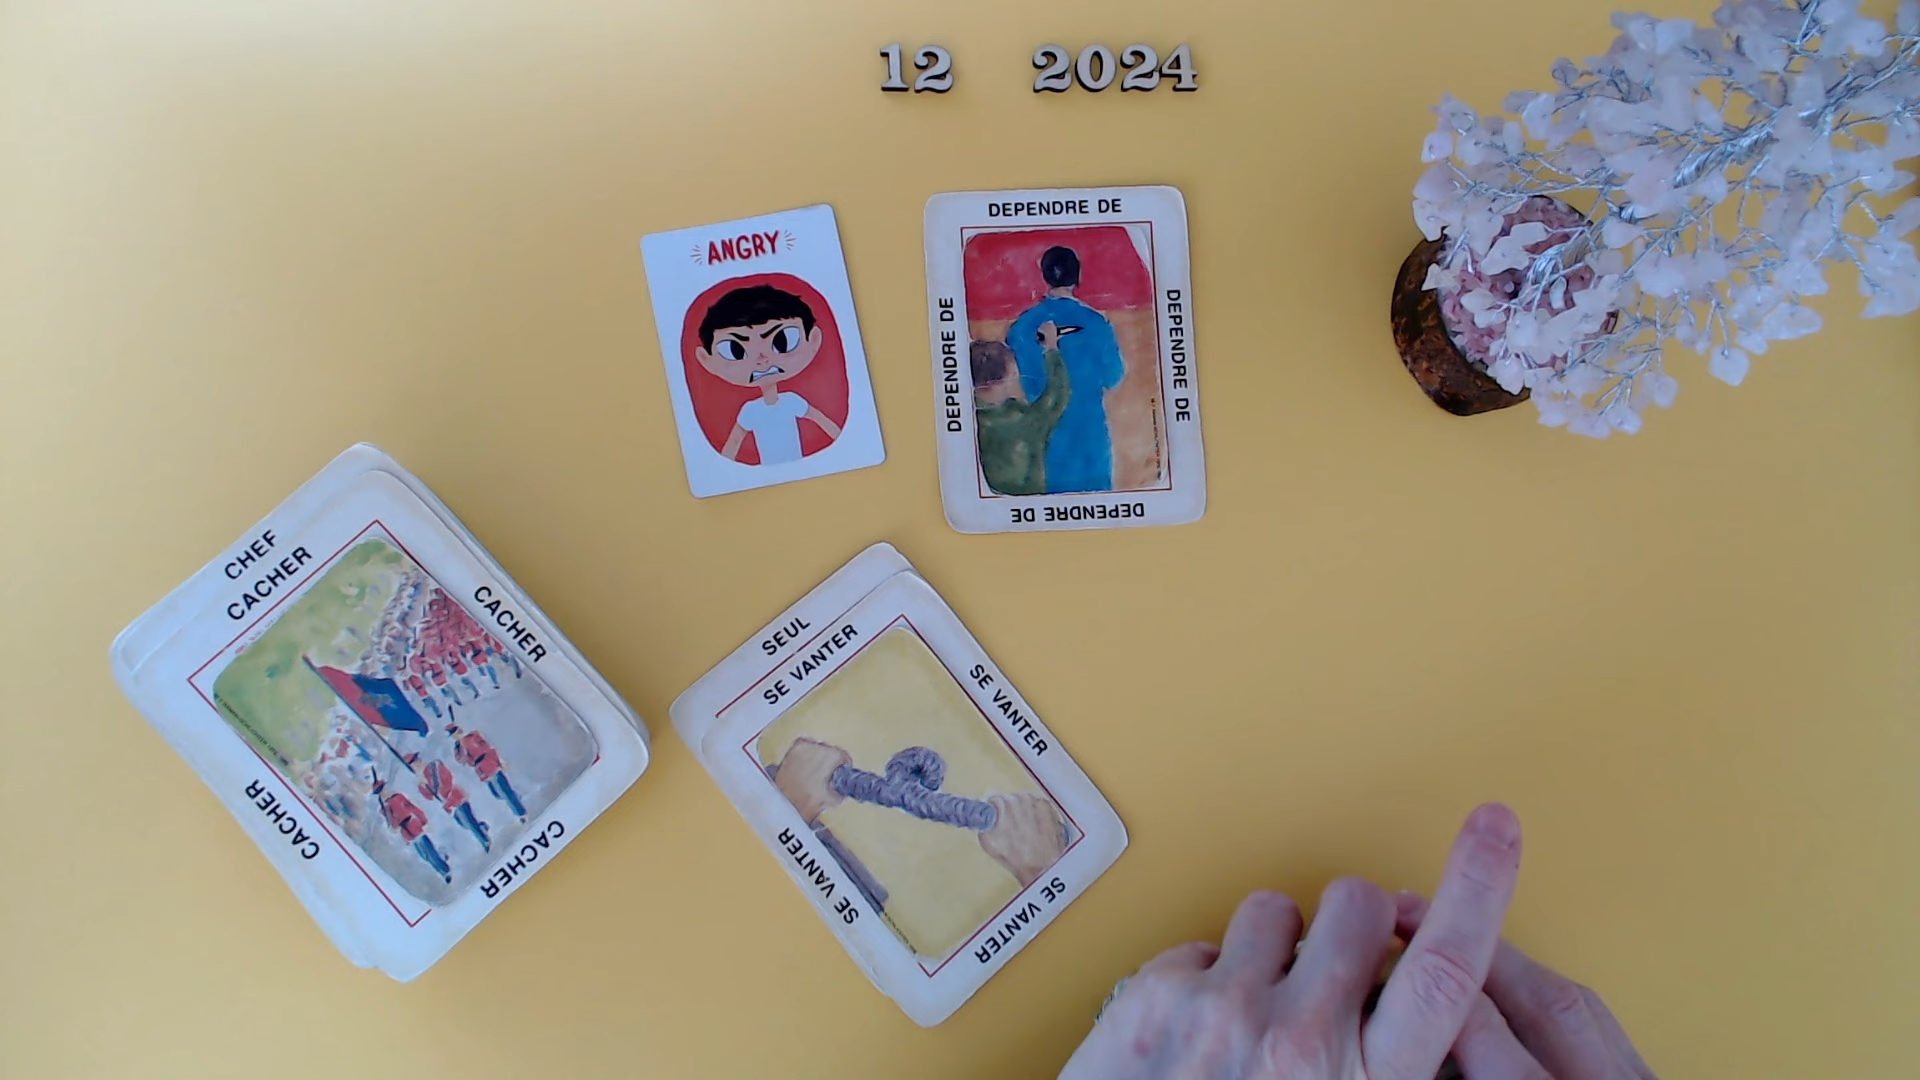 12 2024
ANGRY
DEPENDRE DE
DEPENDRE DE
DEPENDRE DE
DEPENDRE DE
CHEF
CACHER
CACHER
CACHER
CACHER
SEUL
SE VANTER
SE VANTER
SE VANTER
SE VANTER